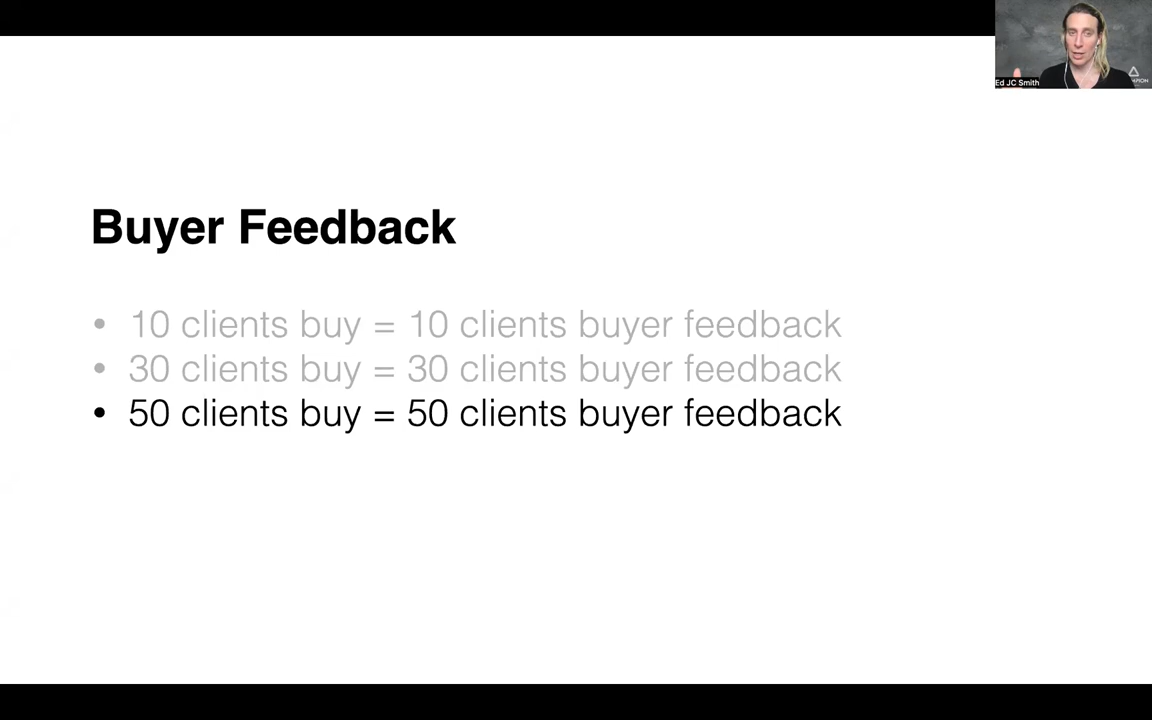 Ed JC Smith
Buyer Feedback
• 10 clients buy = 10 clients buyer feedback
• 30 clients buy = 30 clients buyer feedback
• 50 clients buy = 50 clients buyer feedback